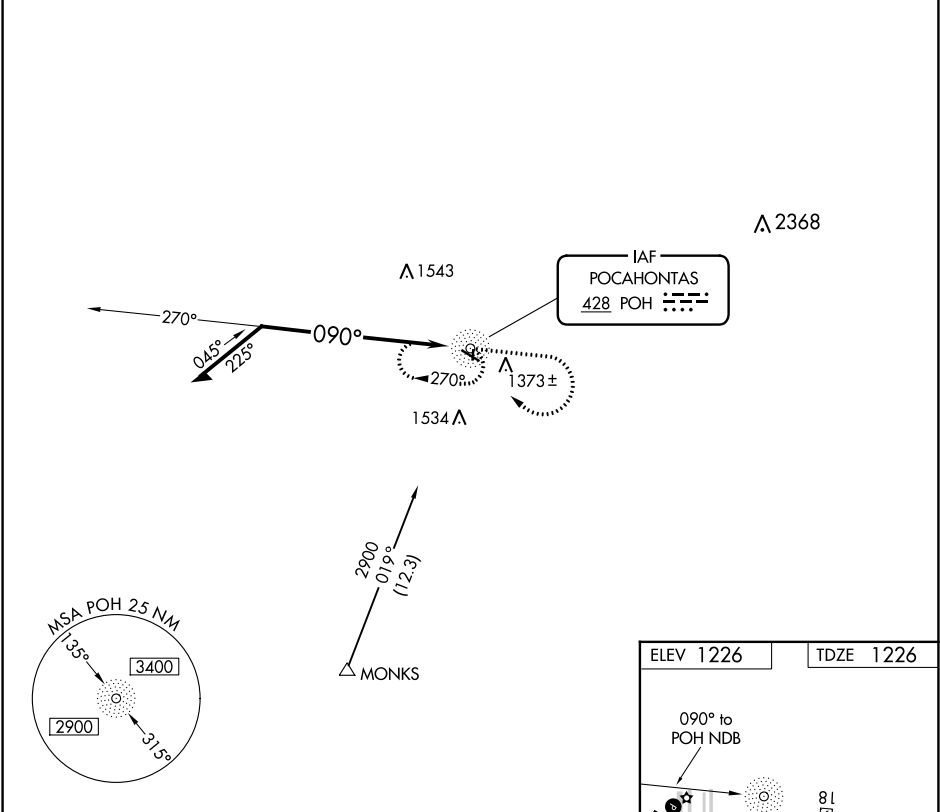 2368
IAF
POCAHONTAS
428 POH
1543
270°
090°
045°
225°
270°
1373±
1534
2900
019°
(12.3)
MONKS
MSA POH 25 NM
135°
3400
2900
315°
ELEV 1226
TDZE 1226
090° to
POH NDB
A
18